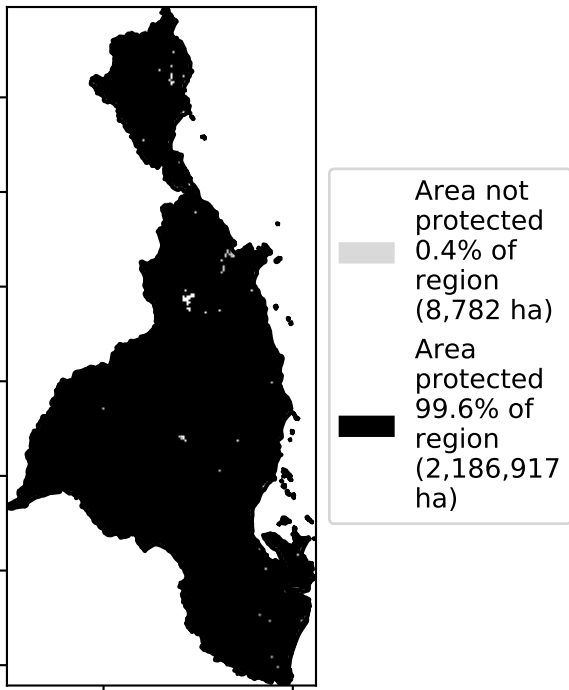 Area not
protected
0.4% of
region
(8,782 ha)
Area
protected
99.6% of
region
(2,186,917
ha)